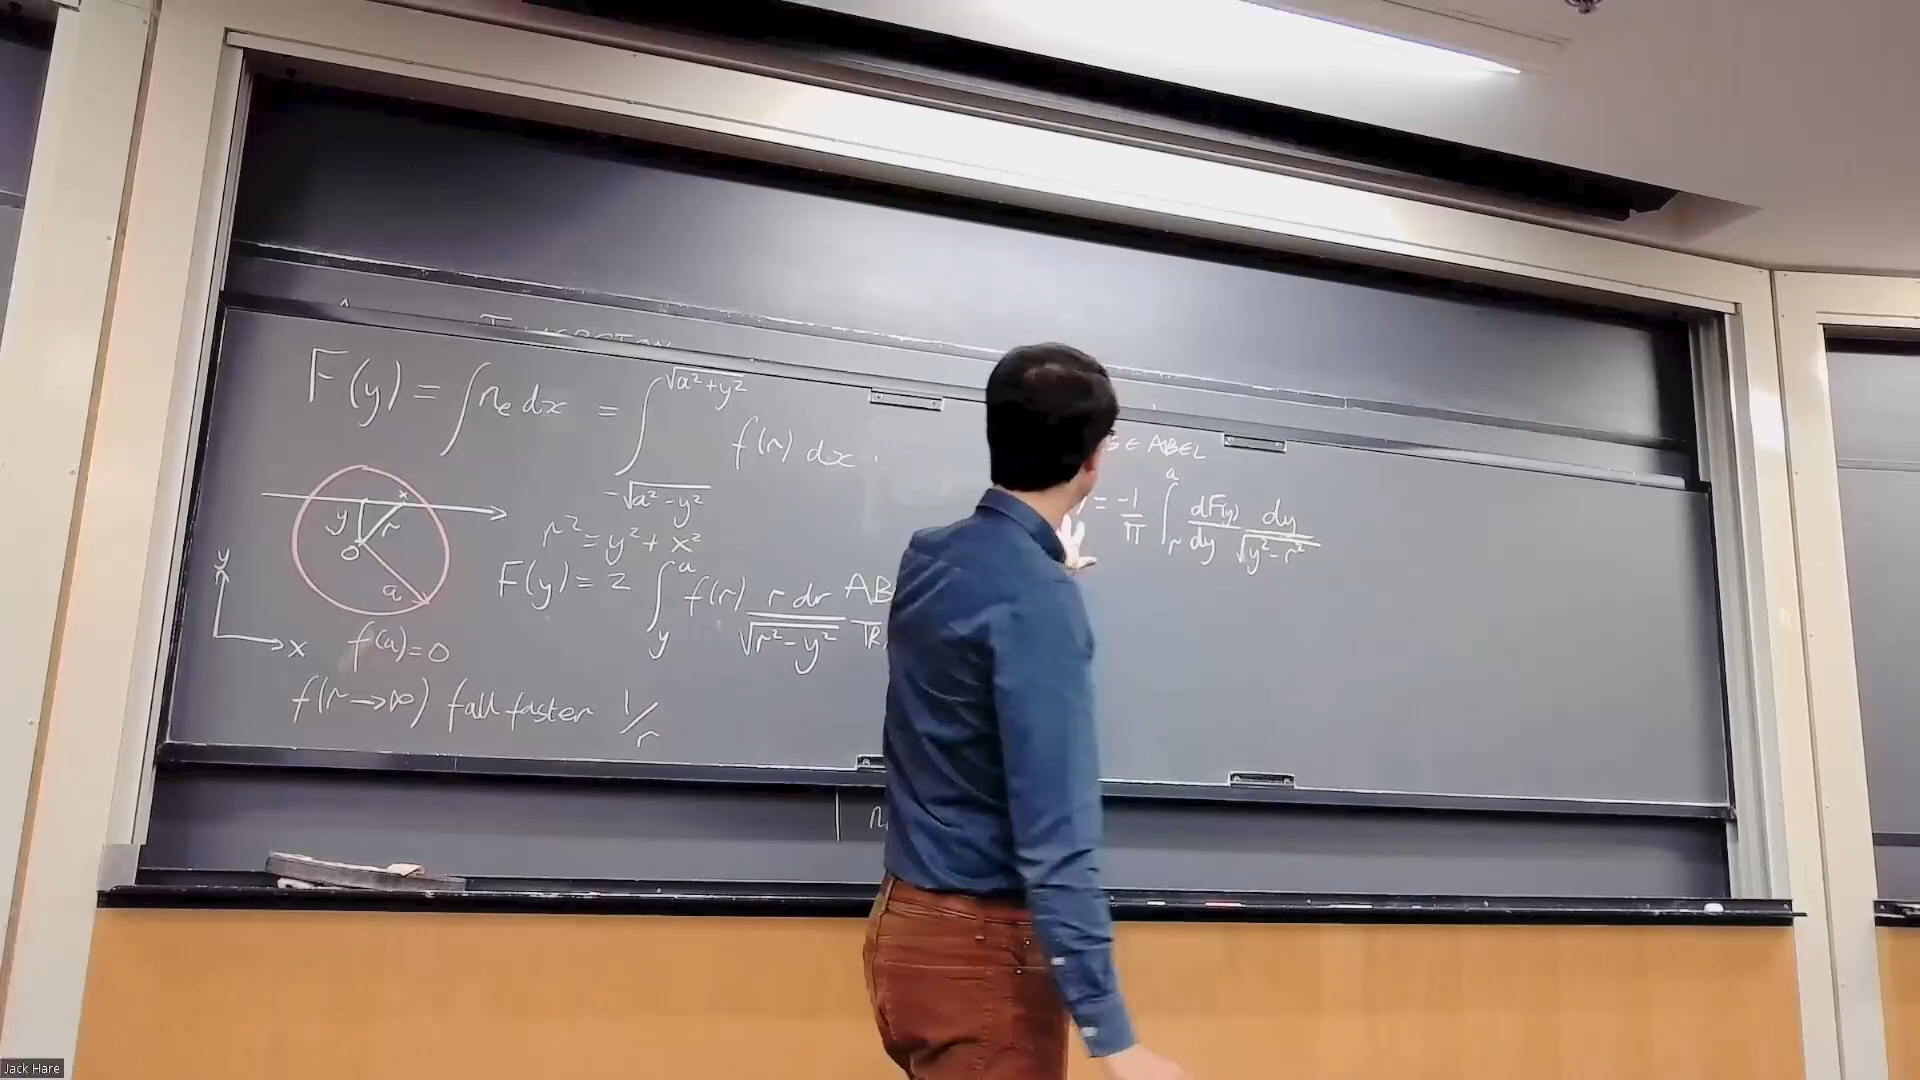 F(y) = ∫ n_e dx = ∫_{-√(a²-y²)}^{√(a²+y²)} f(r) dx.
y r x
O
a
y
x
f(a)=0
r² = y² + x²
F(y) = 2 ∫_y^a f(r) r dr / √(r²-y²)
f(r→∞) fall faster 1/r
ABEL
= -1/π ∫_r^a dF(y)/dy dy/√(y²-r²)
Jack Hare